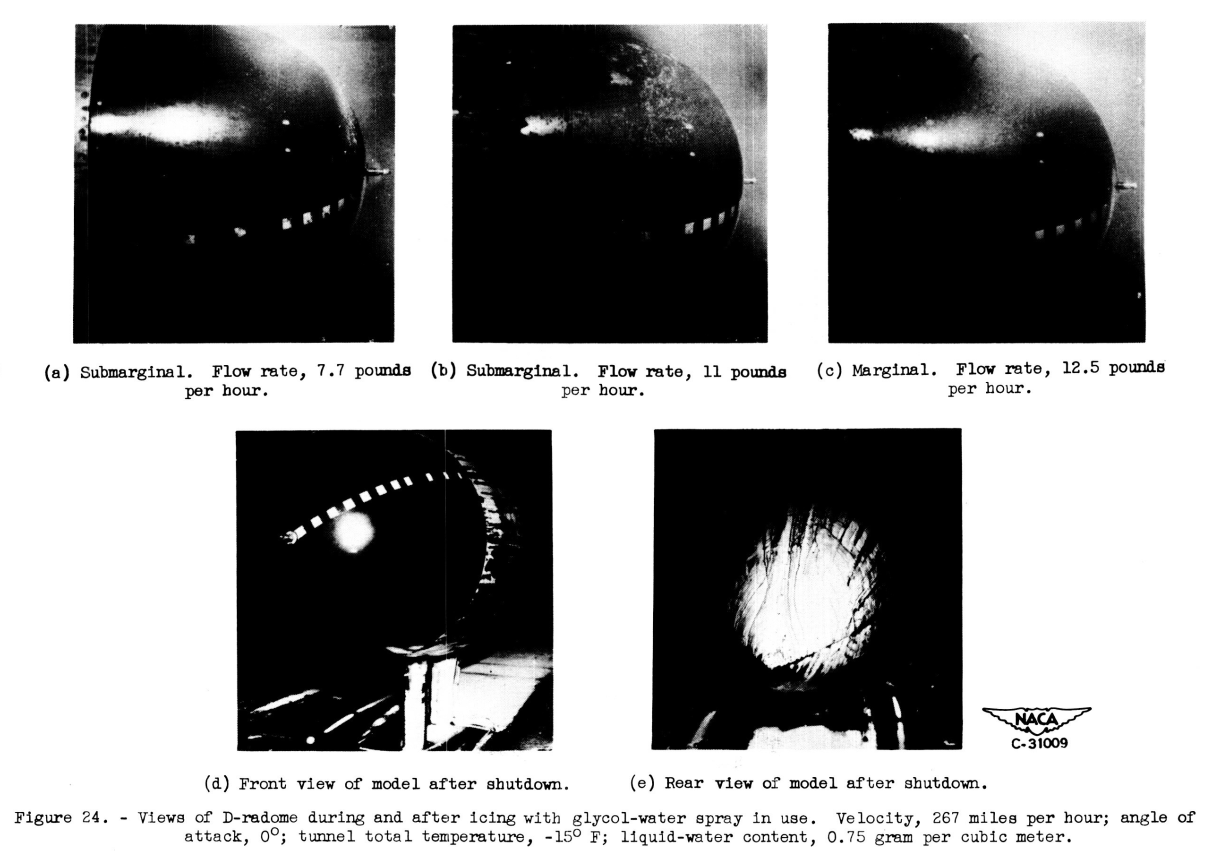 (a) Submarginal. Flow rate, 7.7 pounds
per hour.
(b) Submarginal. Flow rate, 11 pounds
per hour.
(c) Marginal. Flow rate, 12.5 pounds
per hour.
(d) Front view of model after shutdown.
(e) Rear view of model after shutdown.
NACA
C-31009
Figure 24. - Views of D-radome during and after icing with glycol-water spray in use. Velocity, 267 miles per hour; angle of
attack, 0°; tunnel total temperature, -15° F; liquid-water content, 0.75 gram per cubic meter.